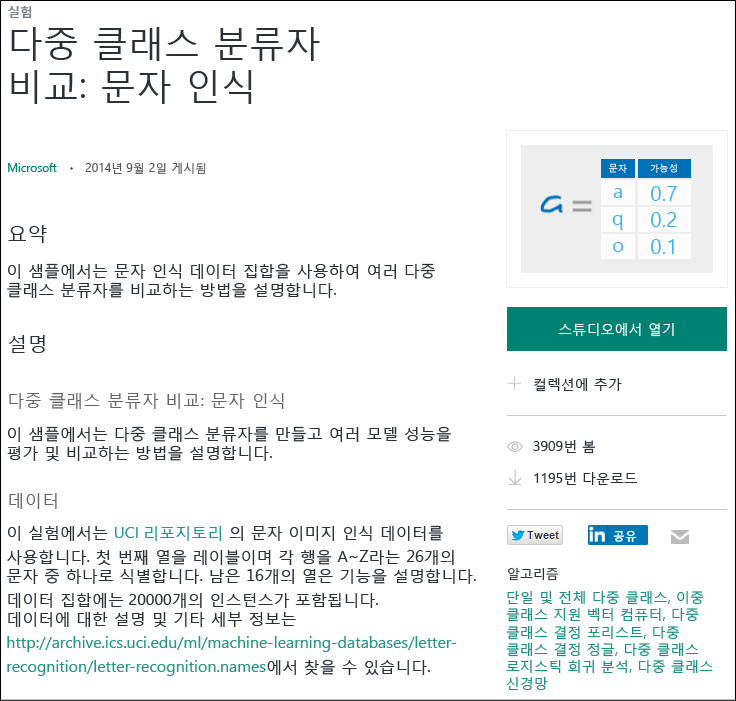 실험
다중 클래스 분류자
비교: 문자 인식
Microsoft • 2014년 9월 2일 게시됨
요약
이 샘플에서는 문자 인식 데이터 집합을 사용하여 여러 다중
클래스 분류자를 비교하는 방법을 설명합니다.
설명
다중 클래스 분류자 비교: 문자 인식
이 샘플에서는 다중 클래스 분류자를 만들고 여러 모델 성능을
평가 및 비교하는 방법을 설명합니다.
데이터
이 실험에서는 UCI 리포지토리 의 문자 이미지 인식 데이터를
사용합니다. 첫 번째 열을 레이블이며 각 행을 A~Z라는 26개의
문자 중 하나로 식별합니다. 남은 16개의 열은 기능을 설명합니다.
데이터 집합에는 20000개의 인스턴스가 포함됩니다.
데이터에 대한 설명 및 기타 세부 정보는
http://archive.ics.uci.edu/ml/machine-learning-databases/letter-
recognition/letter-recognition.names에서 찾을 수 있습니다.
문자 가능성
a = a 0.7
q 0.2
o 0.1
스튜디오에서 열기
컬렉션에 추가
3909번 봄
1195번 다운로드
Tweet in 공유
알고리즘
단일 및 전체 다중 클래스, 이중
클래스 지원 벡터 컴퓨터, 다중
클래스 결정 포리스트, 다중
클래스 결정 정글, 다중 클래스
로지스틱 회귀 분석, 다중 클래스
신경망